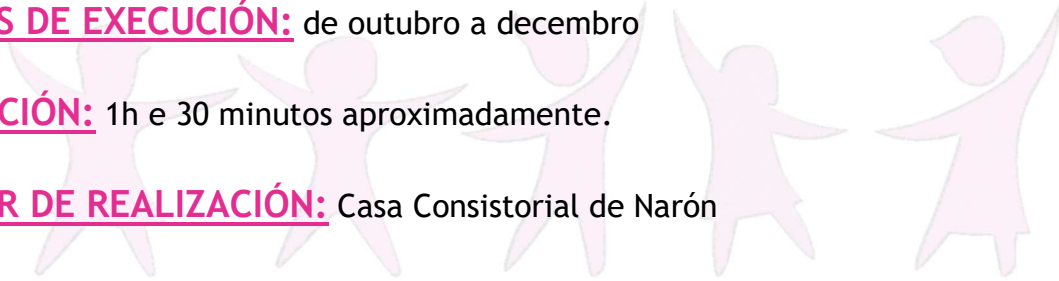 S DE EXECUCIÓN: de outubro a decembro
CIÓN: 1h e 30 minutos aproximadamente.
R DE REALIZACIÓN: Casa Consistorial de Narón